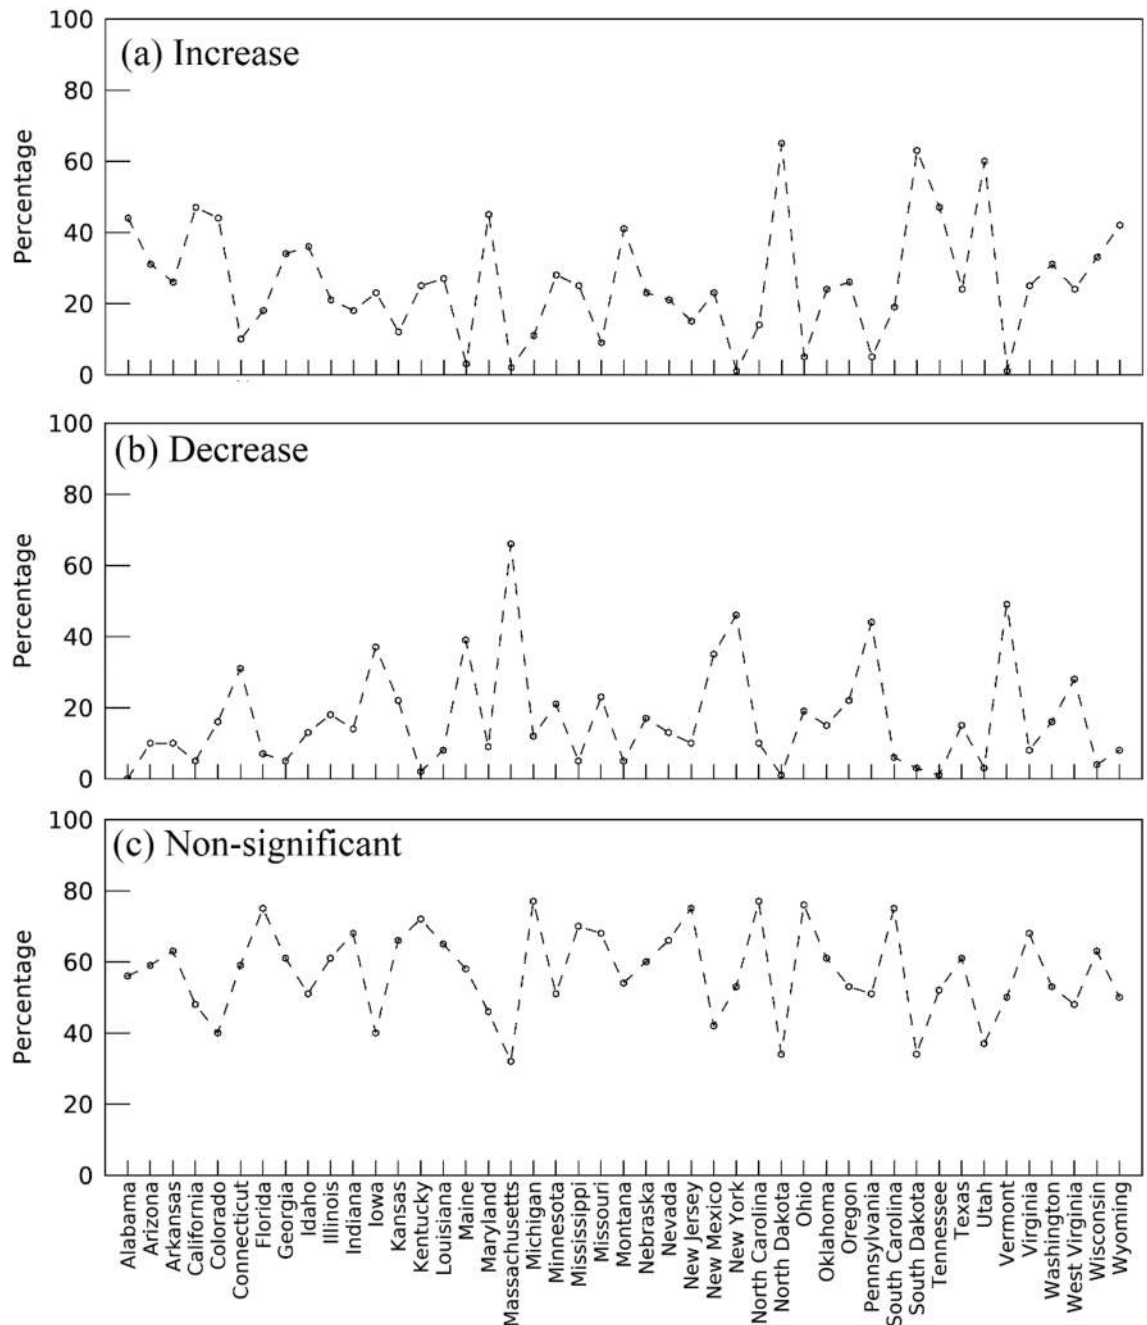 (a) Increase
Percentage
100
80
60
40
20
0
(b) Decrease
Percentage
100
80
60
40
20
0
(c) Non-significant
Percentage
100
80
60
40
20
0
Alabama
Arizona
Arkansas
California
Colorado
Connecticut
Florida
Georgia
Idaho
Illinois
Indiana
Iowa
Kansas
Kentucky
Louisiana
Maine
Maryland
Massachusetts
Michigan
Minnesota
Mississippi
Missouri
Montana
Nebraska
Nevada
New Jersey
New Mexico
New York
North Carolina
North Dakota
Ohio
Oklahoma
Oregon
Pennsylvania
South Carolina
South Dakota
Tennessee
Texas
Utah
Vermont
Virginia
Washington
West Virginia
Wisconsin
Wyoming